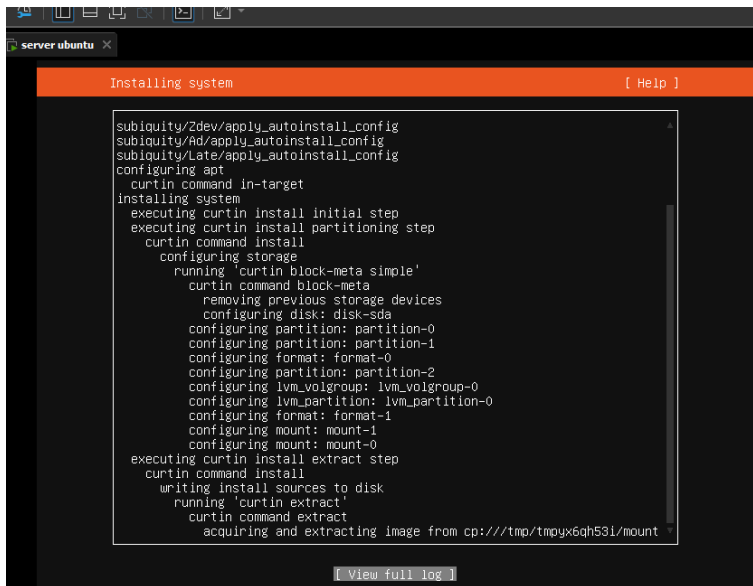 server ubuntu
Installing system [ Help ]
subiquity/Zdev/apply_autoinstall_config
subiquity/Ad/apply_autoinstall_config
subiquity/Late/apply_autoinstall_config
configuring apt
curtin command in-target
installing system
executing curtin install initial step
executing curtin install partitioning step
curtin command install
configuring storage
running 'curtin block-meta simple'
curtin command block-meta
removing previous storage devices
configuring disk: disk-sda
configuring partition: partition-0
configuring partition: partition-1
configuring format: format-0
configuring partition: partition-2
configuring lvm_volgroup: lvm_volgroup-0
configuring lvm_partition: lvm_partition-0
configuring format: format-1
configuring mount: mount-1
configuring mount: mount-0
executing curtin install extract step
curtin command install
writing install sources to disk
running 'curtin extract'
curtin command extract
acquiring and extracting image from cp:///tmp/tmpyx6qh53i/mount
[ View full log ]